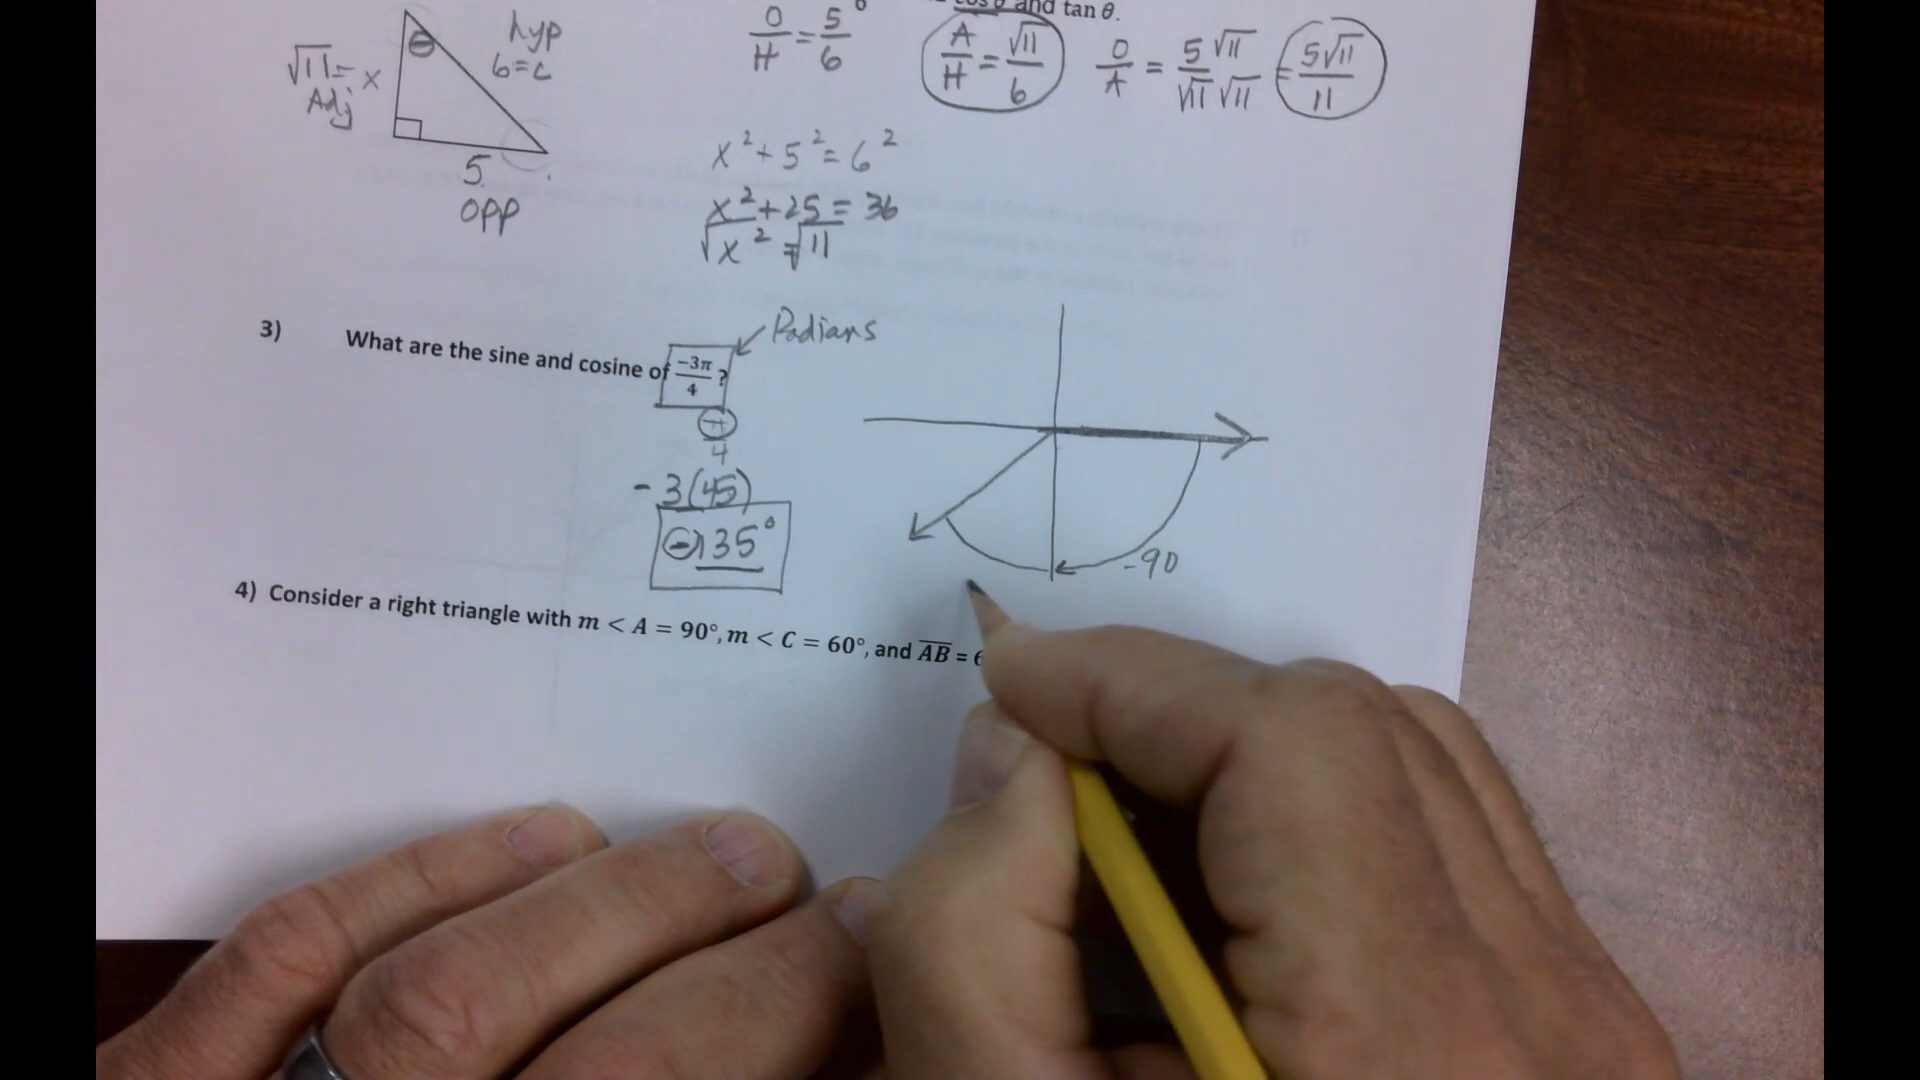 cos θ and tan θ.
θ
hyp
6=c
√11 = x
Adj
5
opp
O/H = 5/6
A/H = √11/6
O/A = 5 √11 / √11 √11 = 5√11/11
x² + 5² = 6²
x² + 25 = 36
√x² = √11
3) What are the sine and cosine of -3π/4 ?
Radians
π/4
- 3(45)
-135°
-90
4) Consider a right triangle with m < A = 90°, m < C = 60°, and AB = 6